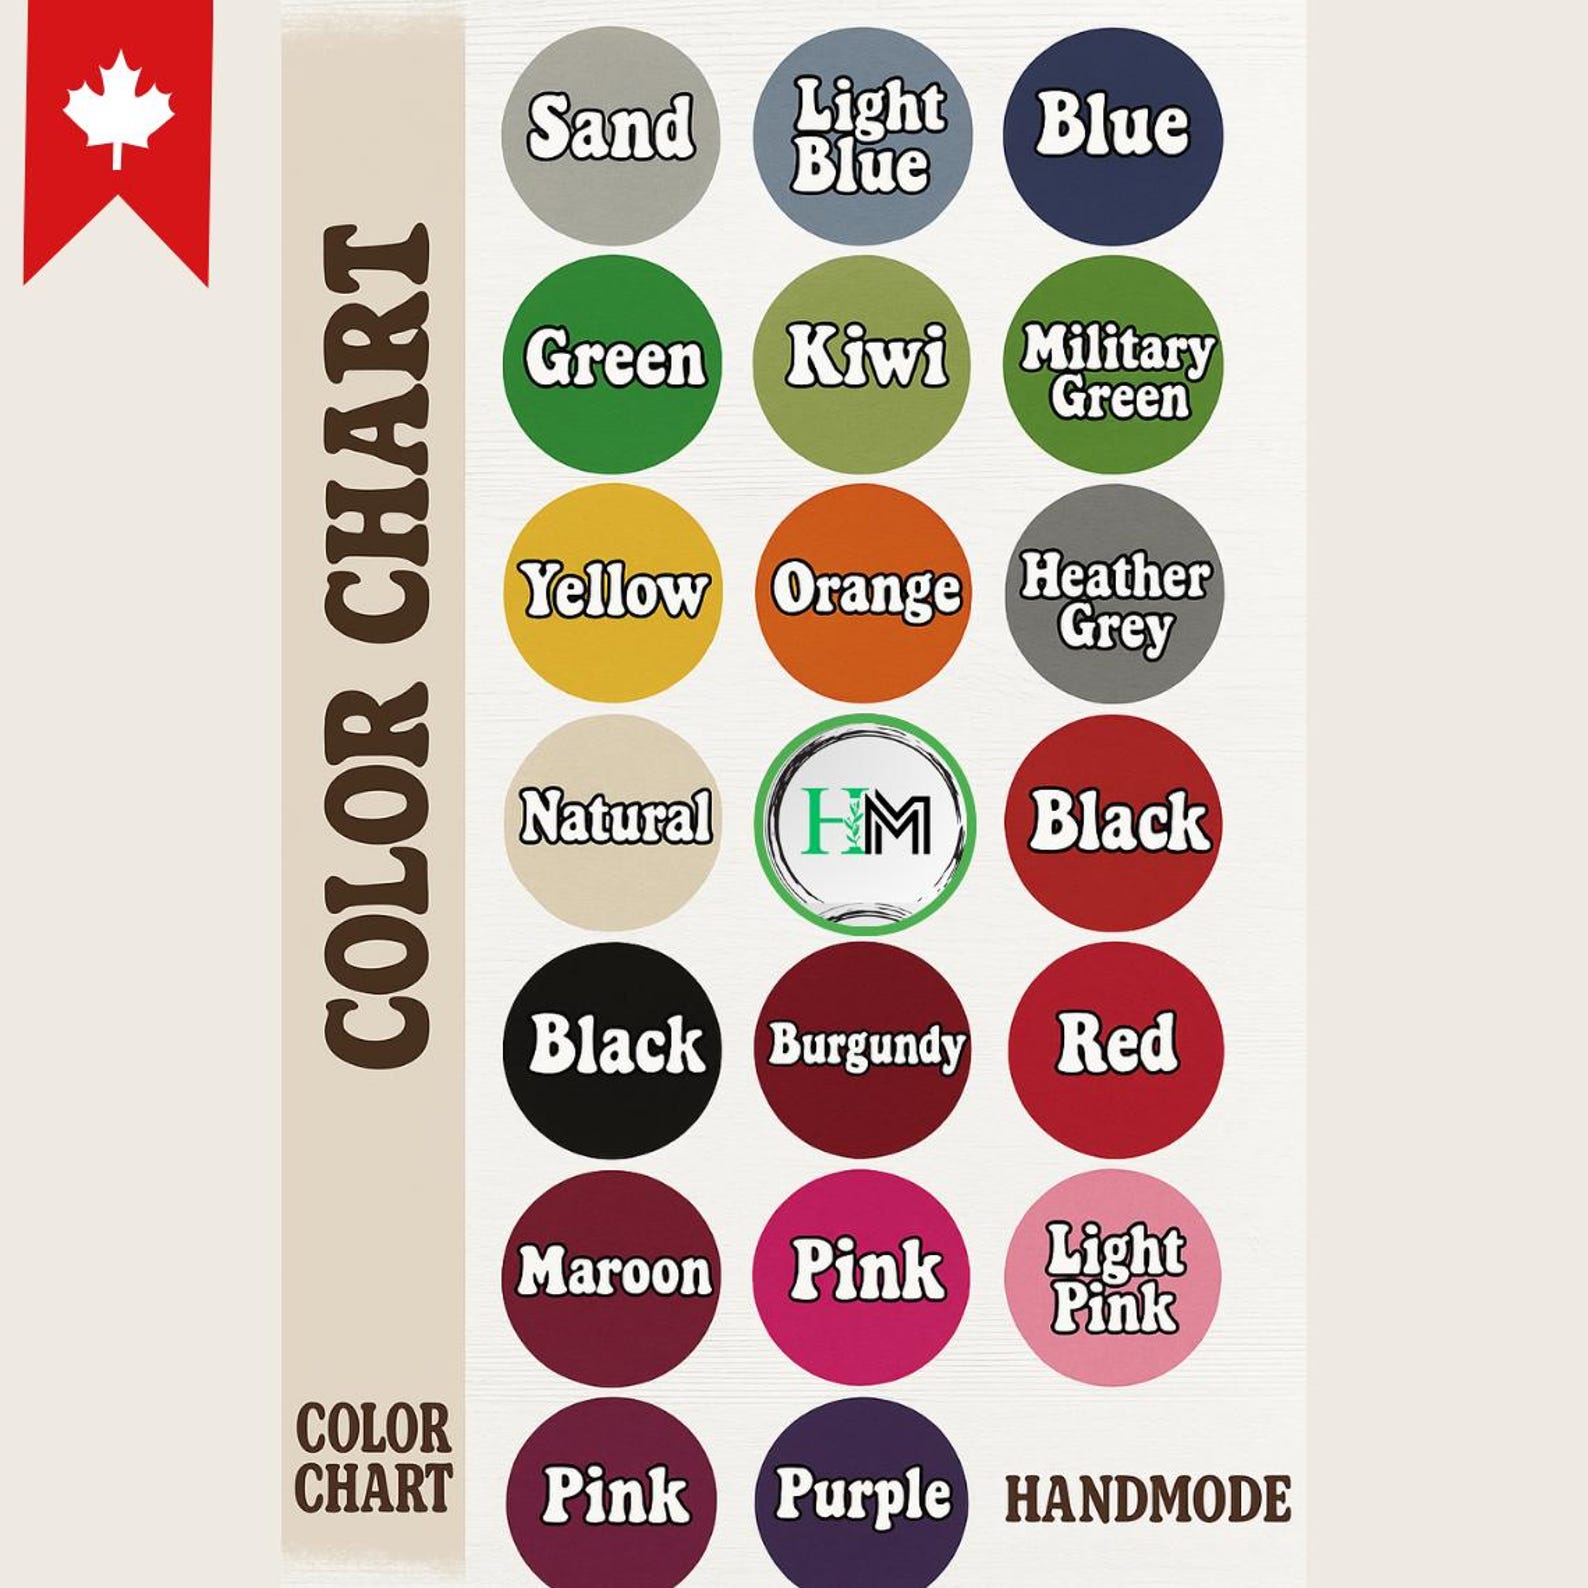 COLOR CHART
Sand
Light
Blue
Blue
Green
Kiwi
Military
Green
Yellow
Orange
Heather
Grey
Natural
HM
Black
Black
Burgundy
Red
Maroon
Pink
Light
Pink
Pink
Purple
COLOR
CHART
HANDMODE